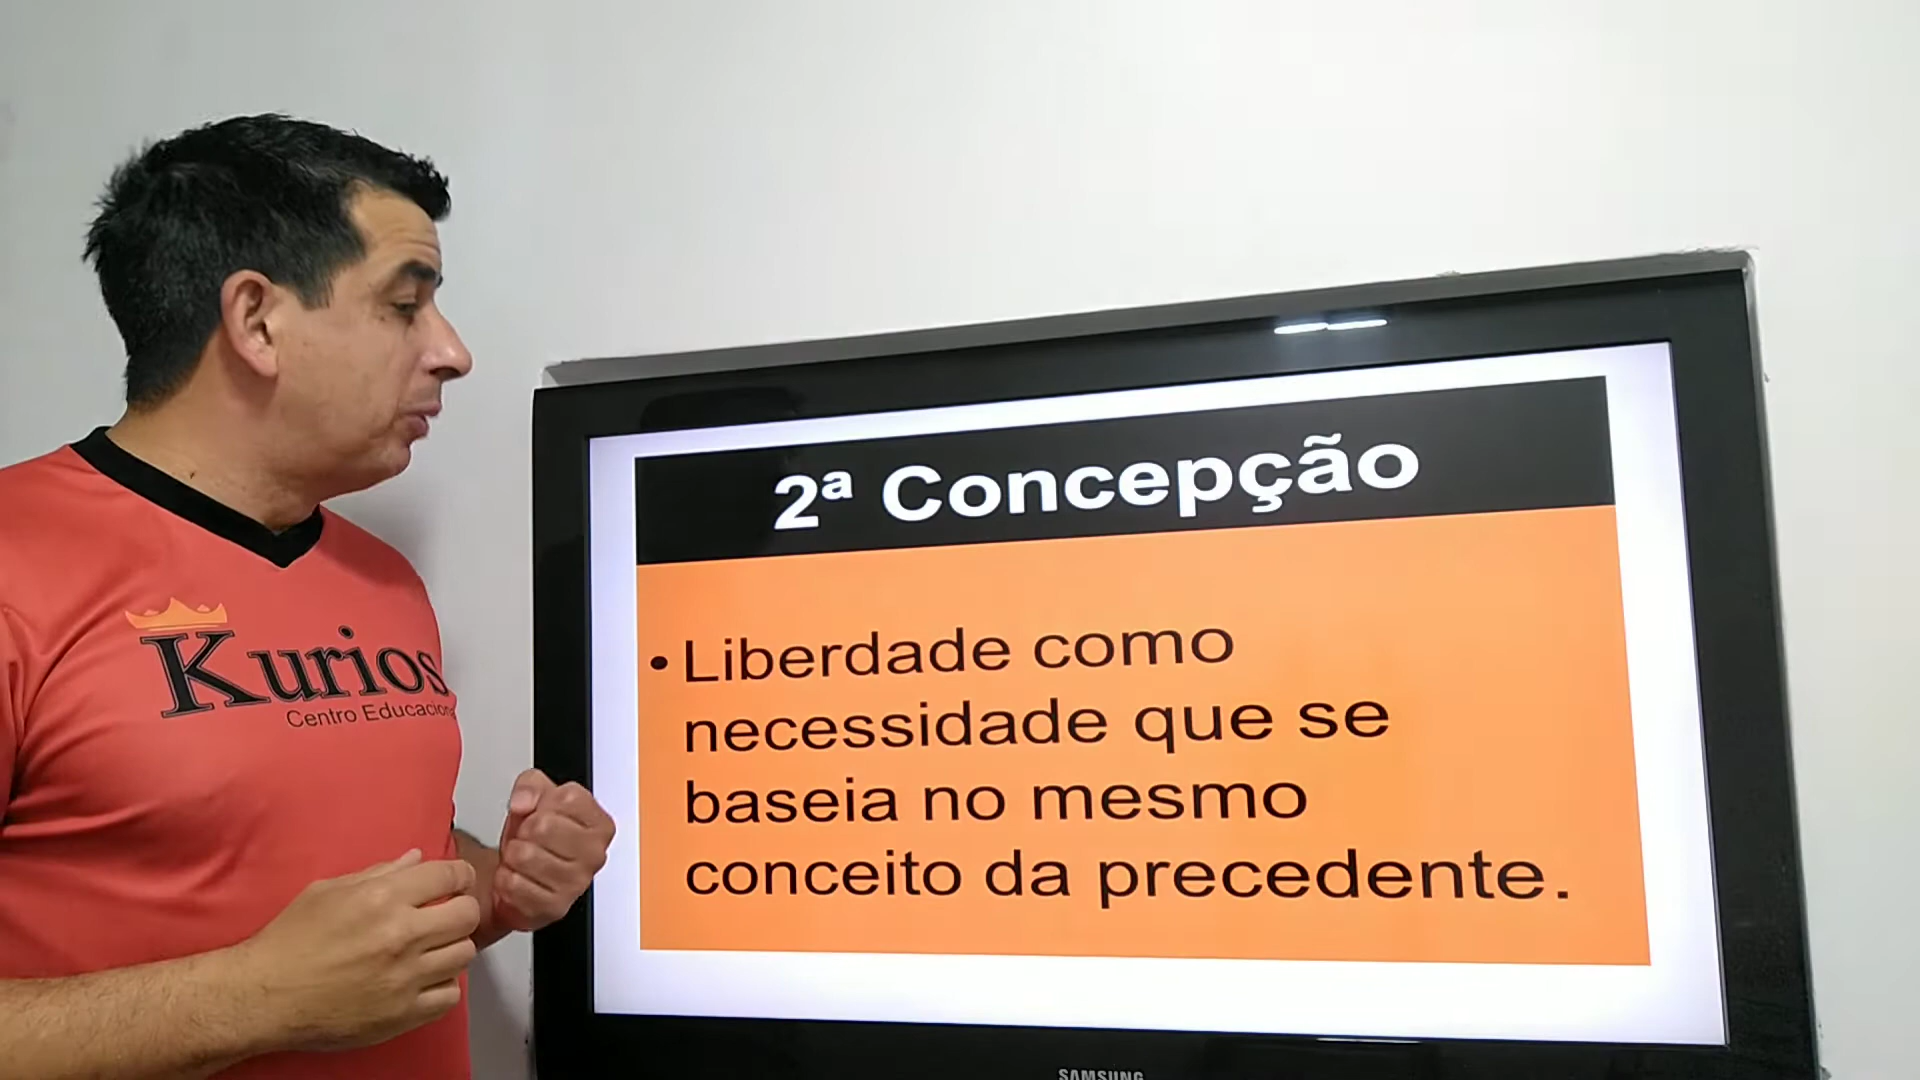 2ª Concepção
• Liberdade como
necessidade que se
baseia no mesmo
conceito da precedente.
Kurios
Centro Educacional
SAMSUNG